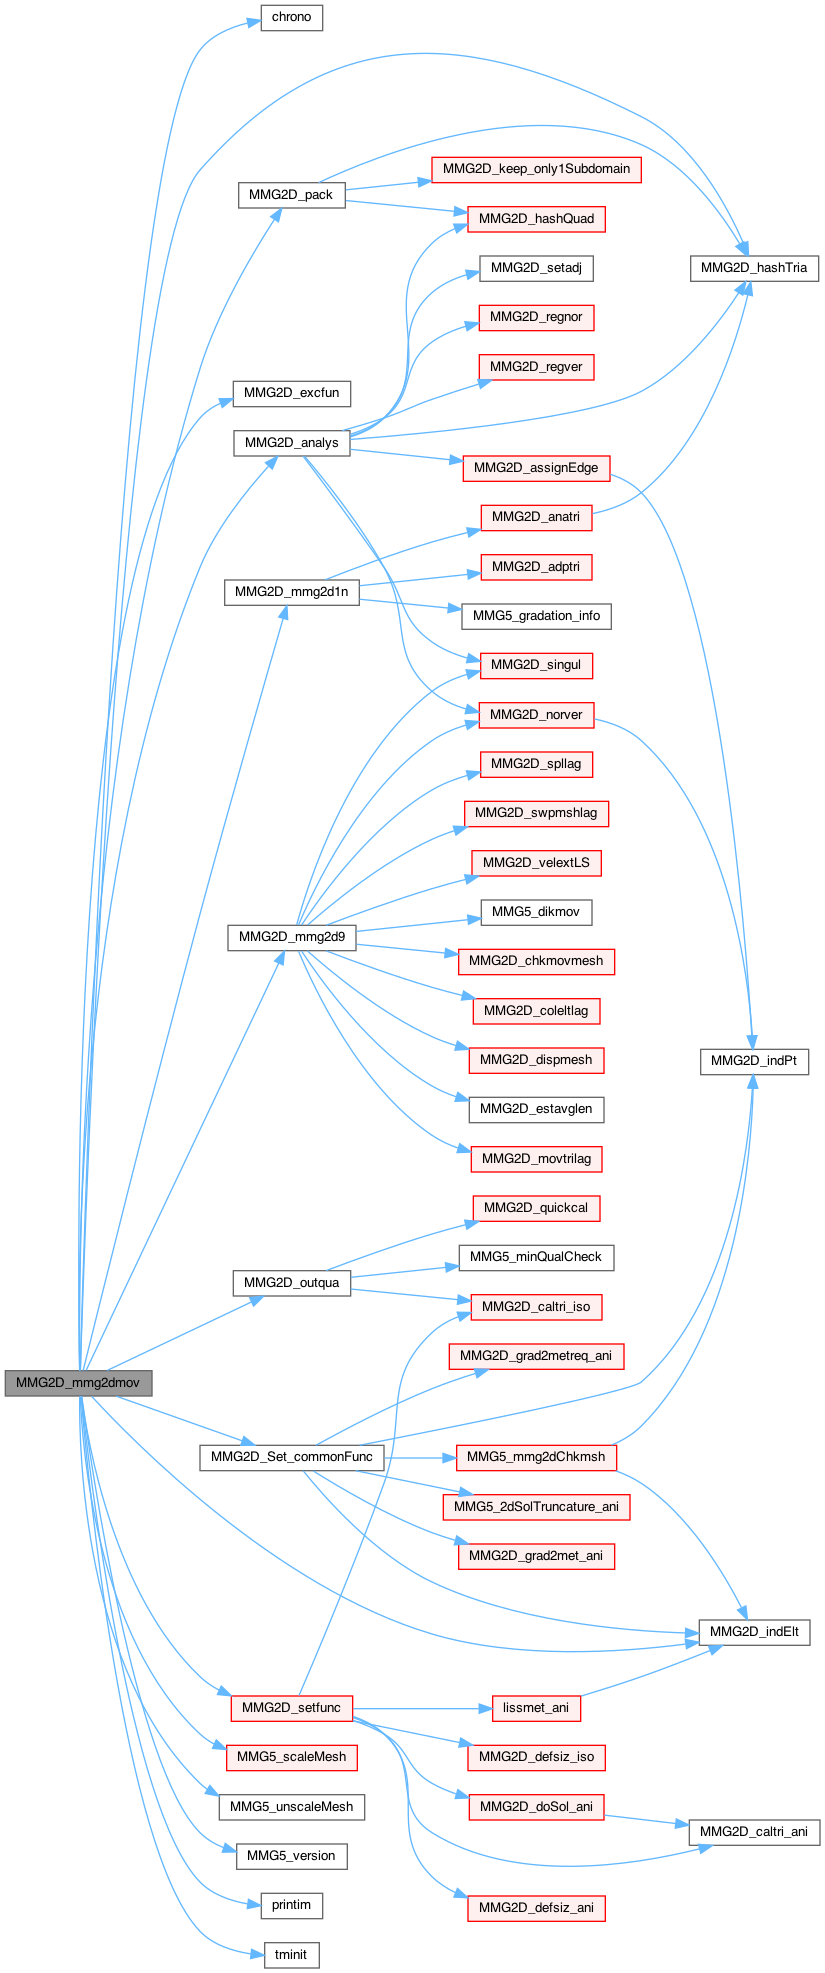 chrono
MMG2D_keep_only1Subdomain
MMG2D_pack
MMG2D_hashQuad
MMG2D_setadj
MMG2D_hashTria
MMG2D_regnor
MMG2D_regver
MMG2D_excfun
MMG2D_analys
MMG2D_assignEdge
MMG2D_anatri
MMG2D_adptri
MMG2D_mmg2d1n
MMG5_gradation_info
MMG2D_singul
MMG2D_norver
MMG2D_spllag
MMG2D_swpmshlag
MMG2D_velextLS
MMG5_dikmov
MMG2D_mmg2d9
MMG2D_chkmovmesh
MMG2D_coleltlag
MMG2D_dispmesh
MMG2D_indPt
MMG2D_estavglen
MMG2D_movtrilag
MMG2D_quickcal
MMG5_minQualCheck
MMG2D_outqua
MMG2D_caltri_iso
MMG2D_grad2metreq_ani
MMG2D_mmg2dmov
MMG2D_Set_commonFunc
MMG5_mmg2dChkmsh
MMG5_2dSolTruncature_ani
MMG2D_grad2met_ani
MMG2D_indElt
MMG2D_setfunc
lissmet_ani
MMG5_scaleMesh
MMG2D_defsiz_iso
MMG5_unscaleMesh
MMG2D_doSol_ani
MMG2D_caltri_ani
MMG5_version
printim
MMG2D_defsiz_ani
tminit